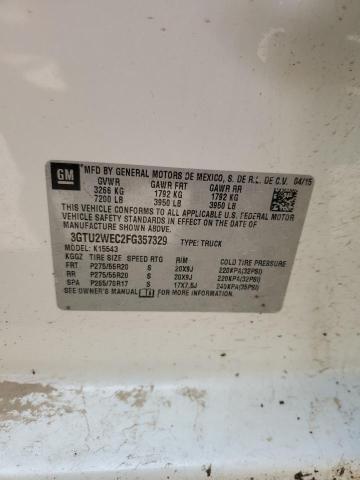 GM
MFD BY GENERAL MOTORS DE MEXICO, S. DE R.L. DE C.V. 04/15
GVWR GAWR FRT GAWR RR
3266 KG 1792 KG 1792 KG
7200 LB 3950 LB 3950 LB
THIS VEHICLE CONFORMS TO ALL APPLICABLE U.S. FEDERAL MOTOR
VEHICLE SAFETY STANDARDS IN EFFECT ON THE DATE OF
MANUFACTURE SHOWN ABOVE.
3GTU2WEC2FG357329 TYPE: TRUCK
MODEL: K15543
KGGZ TIRE SIZE SPEED RTG RIM COLD TIRE PRESSURE
FRT P275/55R20 S 20X9J 220KPA(32PSI)
RR P275/55R20 S 20X9J 220KPA(32PSI)
SPA P265/70R17 S 17X7.5J 240KPA(35PSI)
SEE OWNER'S MANUAL FOR MORE INFORMATION.